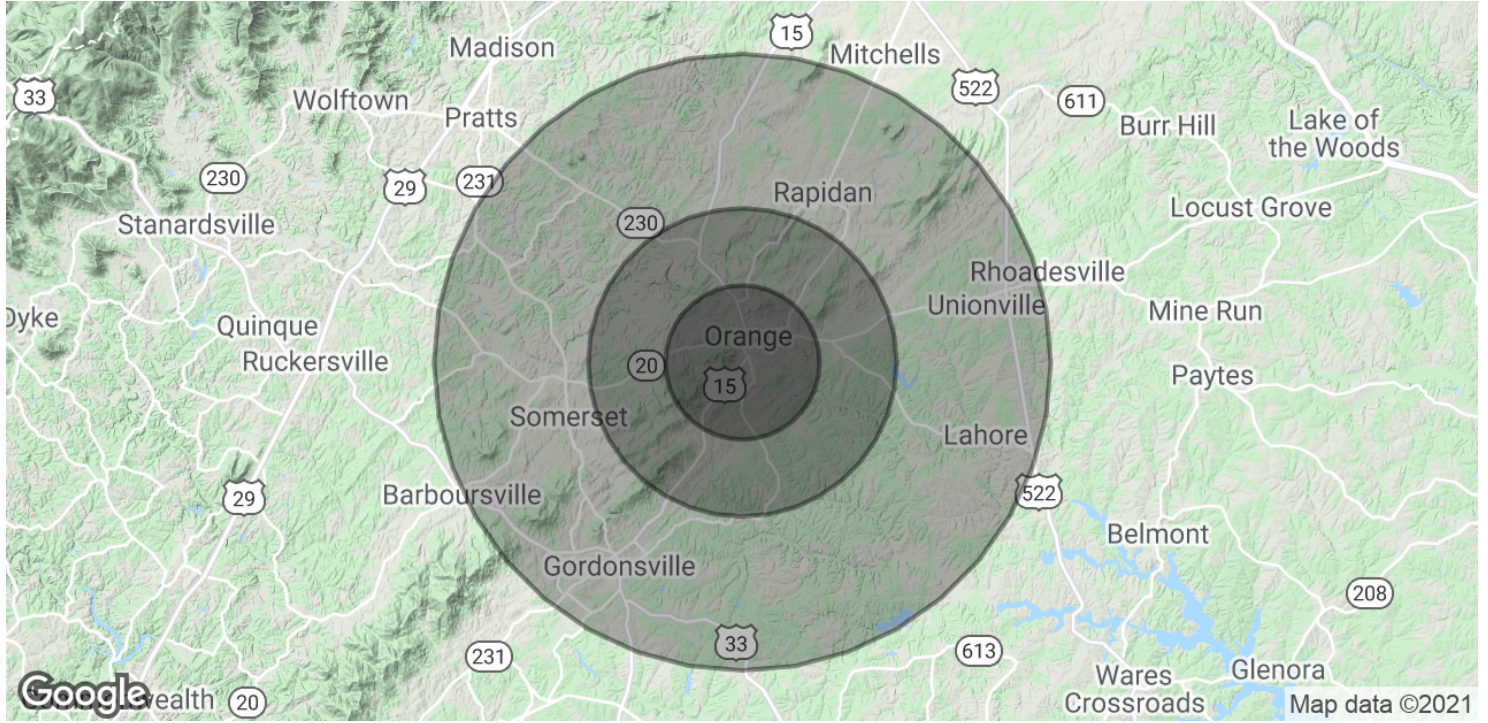 15
Madison
Mitchells
33
522
Wolftown
611
Pratts
Burr Hill
Lake of
the Woods
230
231
29
Rapidan
Stanardsville
230
Locust Grove
Rhoadesville
Unionville
Dyke
Quinque
Mine Run
Orange
Ruckersville
20
15
Paytes
Somerset
Lahore
Barboursville
29
522
Belmont
Gordonsville
208
33
231
613
Wares
Crossroads
Glenora
Google
20
Map data ©2021